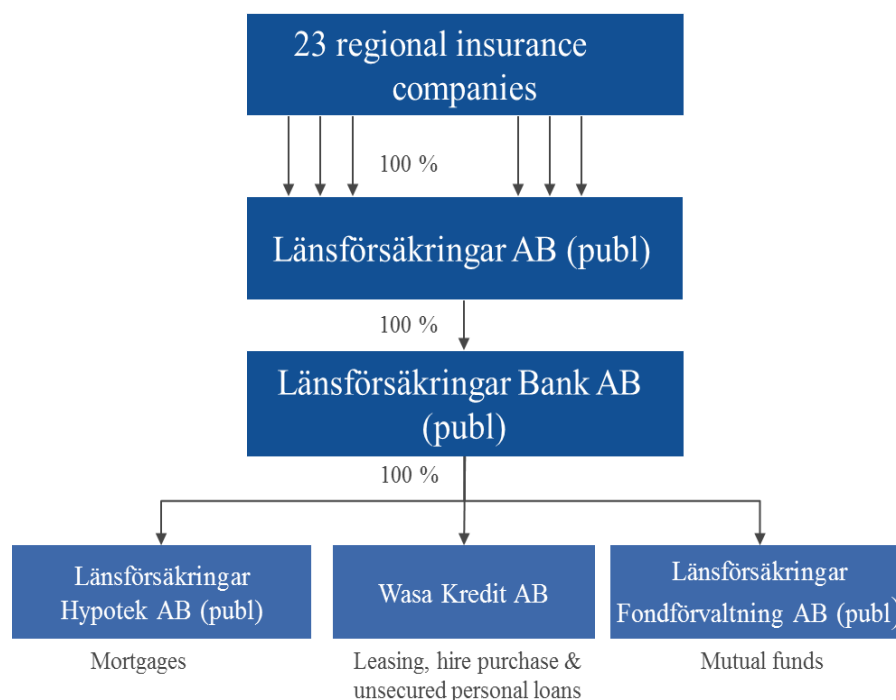 23 regional insurance
companies
100 %
Länsförsäkringar AB (publ)
100 %
Länsförsäkringar Bank AB
(publ)
100 %
Länsförsäkringar
Hypotek AB (publ)
Wasa Kredit AB
Länsförsäkringar
Fondförvaltning AB (publ)
Mortgages
Leasing, hire purchase &
unsecured personal loans
Mutual funds